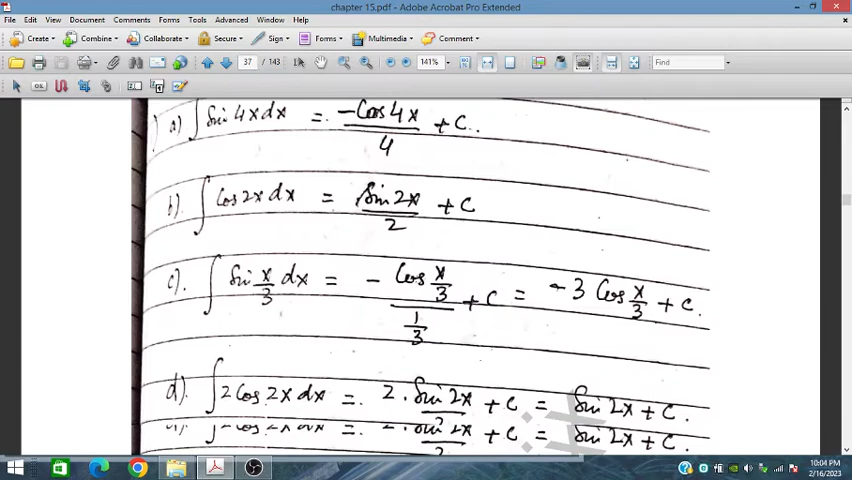 chapter 15.pdf - Adobe Acrobat Pro Extended
File Edit View Document Comments Forms Tools Advanced Window Help
Create Combine Collaborate Secure Sign Forms Multimedia Comment
37 / 143 141% Find
a) ∫ Sin 4x dx = -Cos 4x / 4 + C.
b). ∫ Cos 2x dx = Sin 2x / 2 + C
c). ∫ Sin x/3 dx = - Cos x/3 / 1/3 + C = -3 Cos x/3 + C.
d). ∫ 2 Cos 2x dx = 2 . Sin 2x / 2 + C = Sin 2x + C.
10:04 PM
2/16/2023